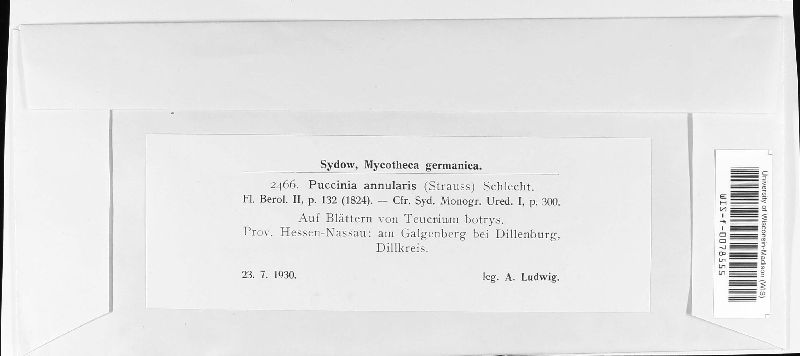 Sydow, Mycotheca germanica.
2466. Puccinia annularis (Strauss) Schlecht.
Fl. Berol. II, p. 132 (1824). — Cfr. Syd. Monogr. Ured. I, p. 300.
Auf Blättern von Teucrium botrys.
Prov. Hessen-Nassau: am Galgenberg bei Dillenburg,
Dillkreis.
23. 7. 1930. leg. A. Ludwig.
University of Wisconsin-Madison (WIS)
WIS-f-0078555